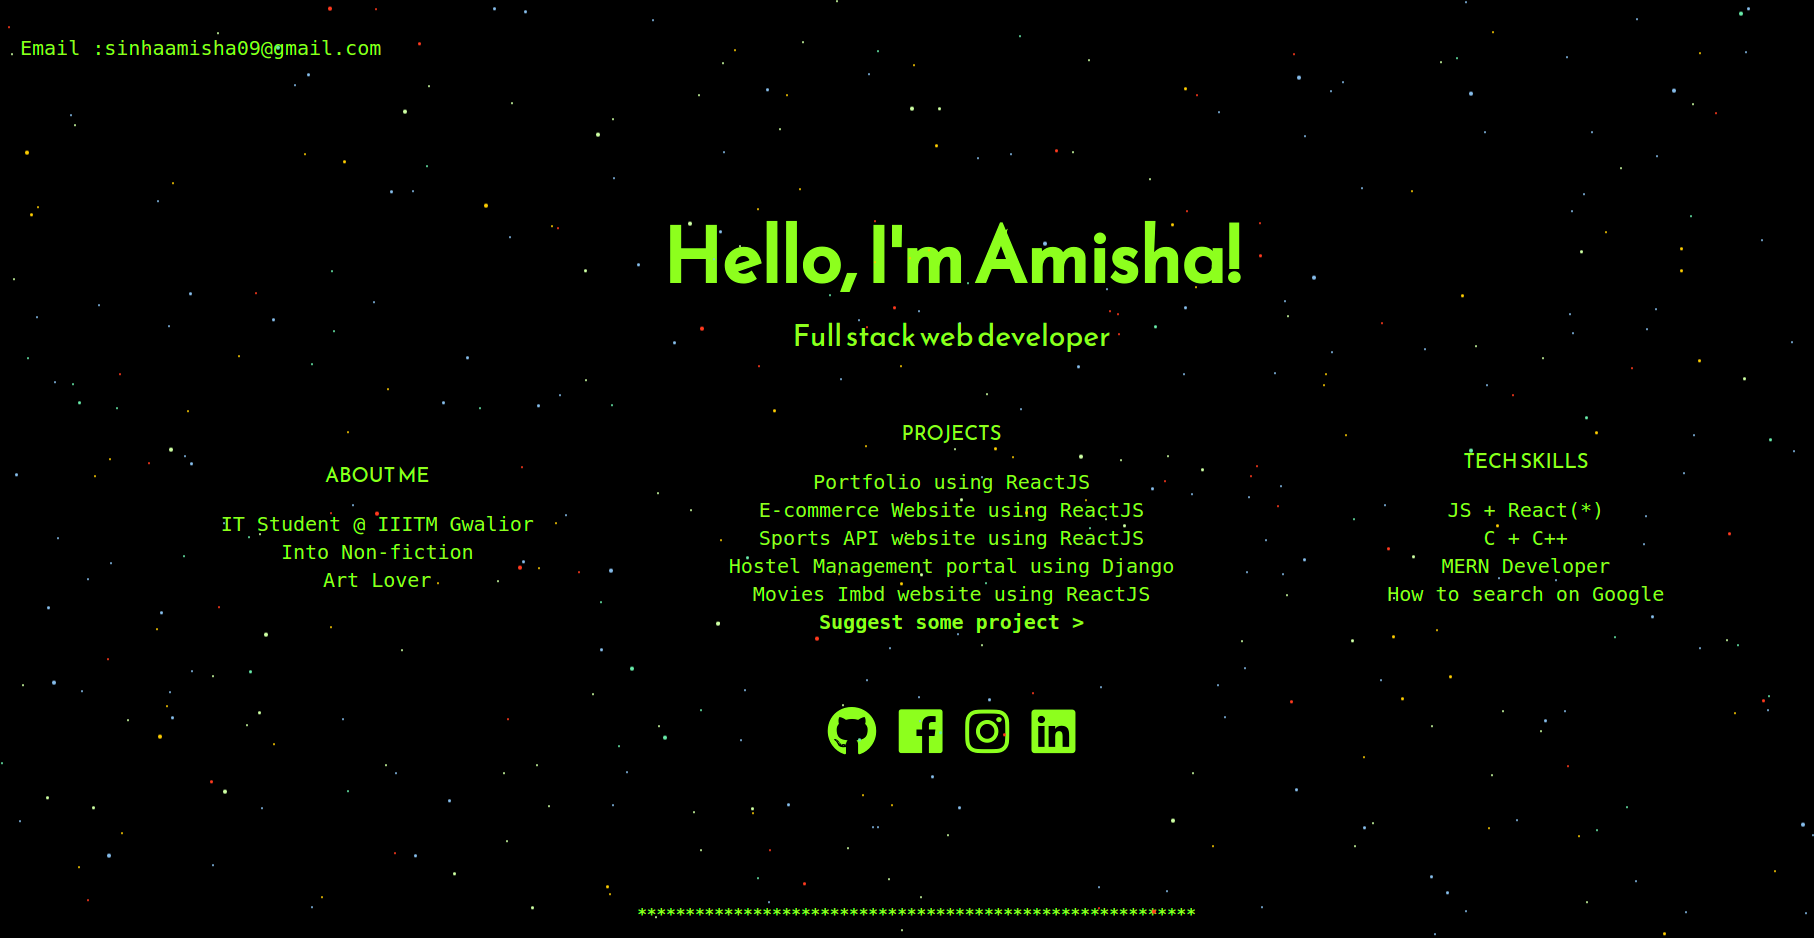 Email :sinhaamisha09@gmail.com
Hello, I'm Amisha!
Full stack web developer
ABOUT ME
IT Student @ IIITM Gwalior
Into Non-fiction
Art Lover
PROJECTS
Portfolio using ReactJS
E-commerce Website using ReactJS
Sports API website using ReactJS
Hostel Management portal using Django
Movies Imbd website using ReactJS
Suggest some project >
TECH SKILLS
JS + React(*)
C + C++
MERN Developer
How to search on Google
**********************************************************